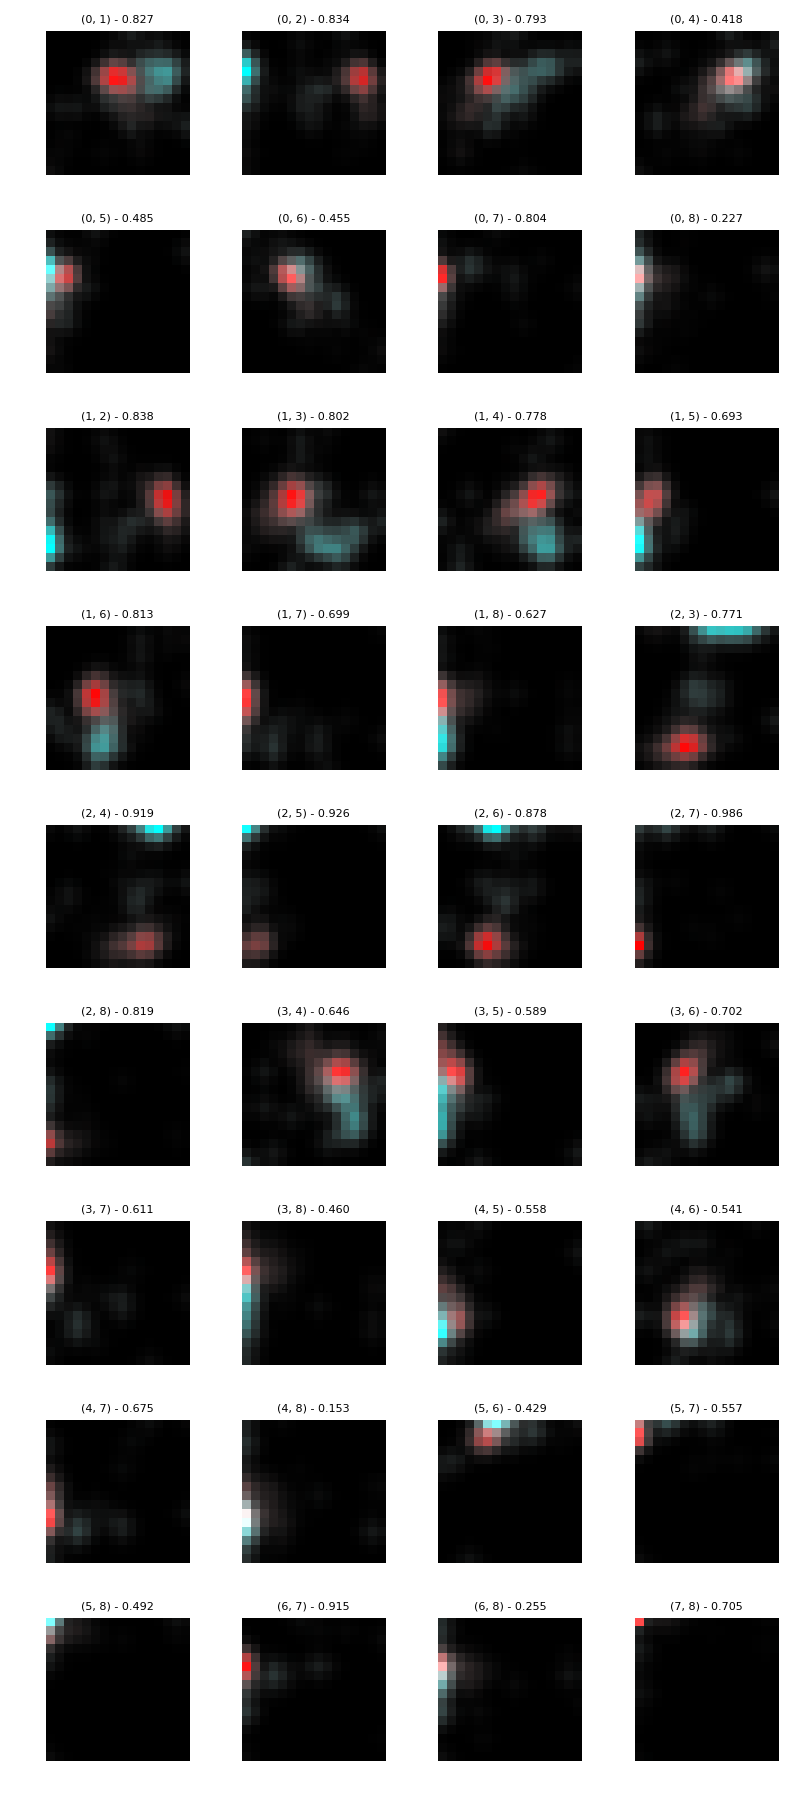 (0, 1) - 0.827 (0, 2) - 0.834 (0, 3) - 0.793 (0, 4) - 0.418
(0, 5) - 0.485 (0, 6) - 0.455 (0, 7) - 0.804 (0, 8) - 0.227
(1, 2) - 0.838 (1, 3) - 0.802 (1, 4) - 0.778 (1, 5) - 0.693
(1, 6) - 0.813 (1, 7) - 0.699 (1, 8) - 0.627 (2, 3) - 0.771
(2, 4) - 0.919 (2, 5) - 0.926 (2, 6) - 0.878 (2, 7) - 0.986
(2, 8) - 0.819 (3, 4) - 0.646 (3, 5) - 0.589 (3, 6) - 0.702
(3, 7) - 0.611 (3, 8) - 0.460 (4, 5) - 0.558 (4, 6) - 0.541
(4, 7) - 0.675 (4, 8) - 0.153 (5, 6) - 0.429 (5, 7) - 0.557
(5, 8) - 0.492 (6, 7) - 0.915 (6, 8) - 0.255 (7, 8) - 0.705